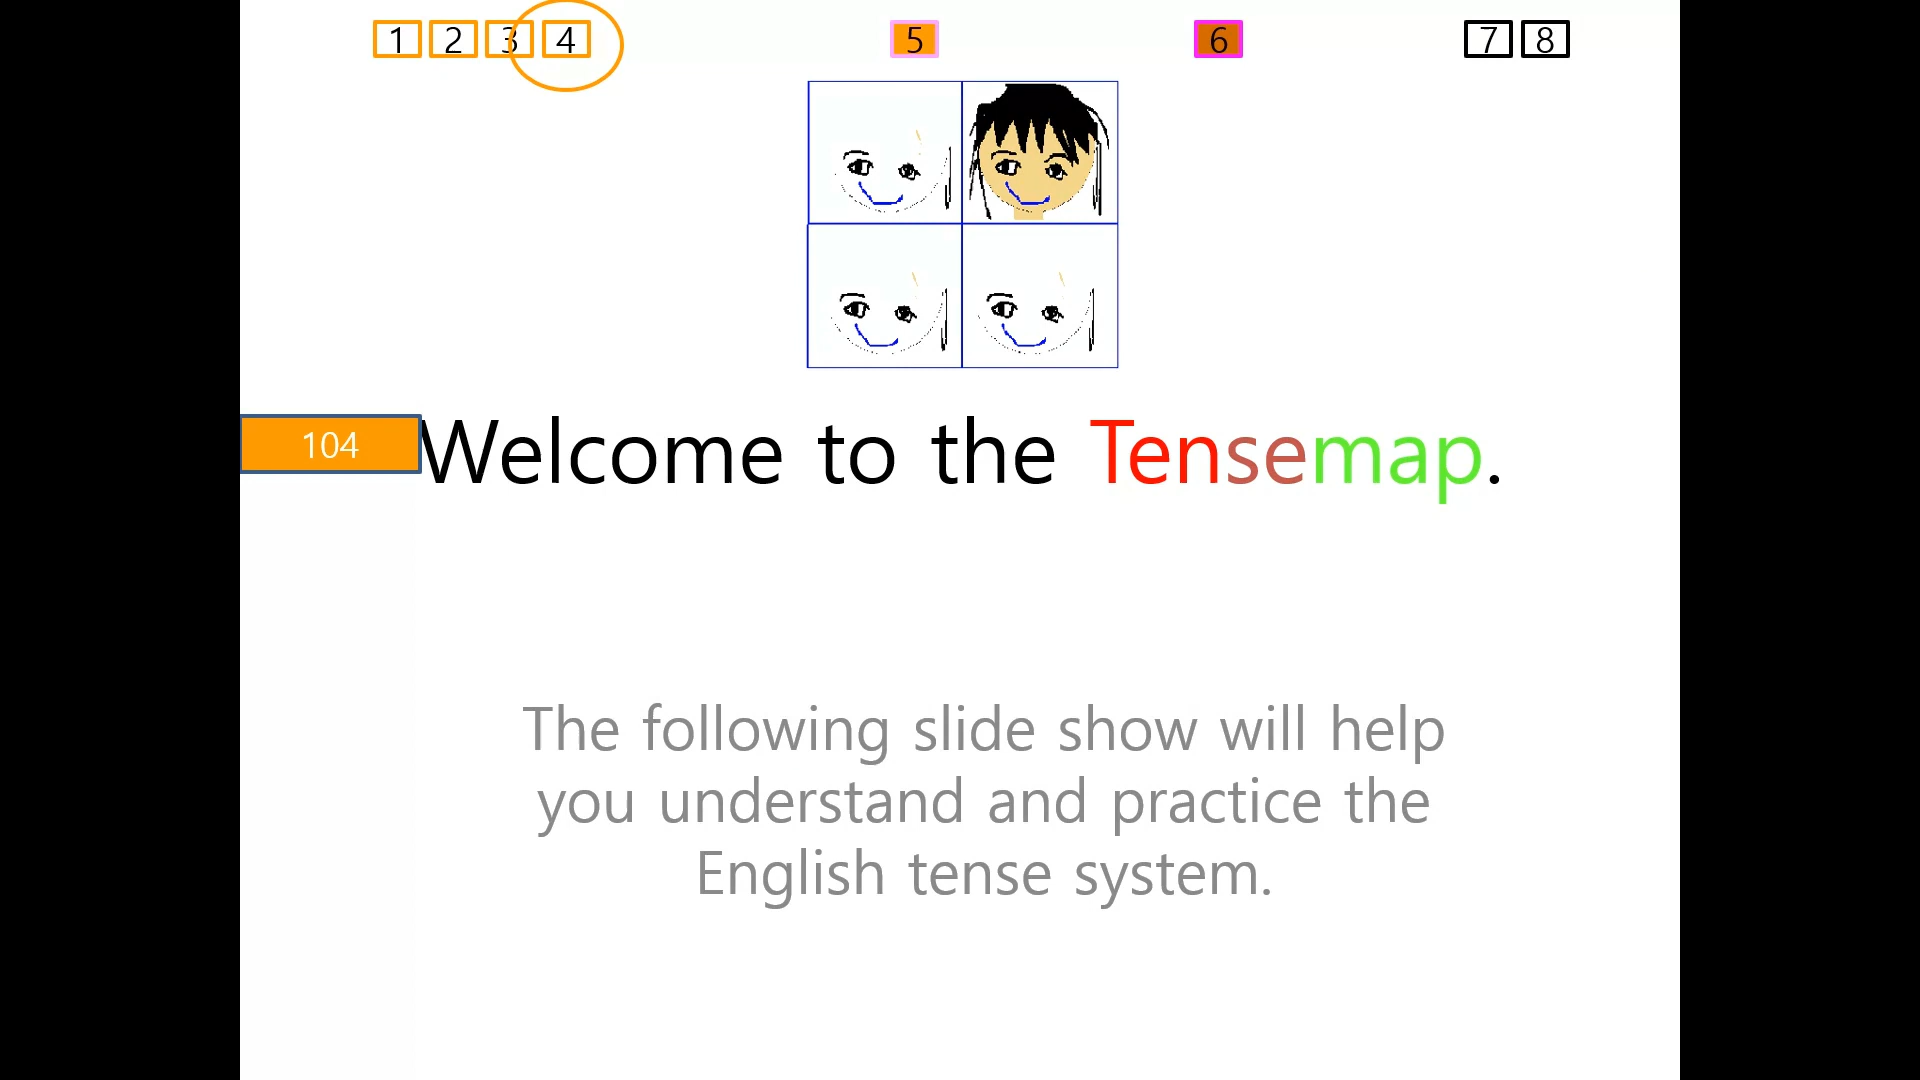 1 2 3 4 5 6 7 8
104
Welcome to the Tensemap.
The following slide show will help
you understand and practice the
English tense system.